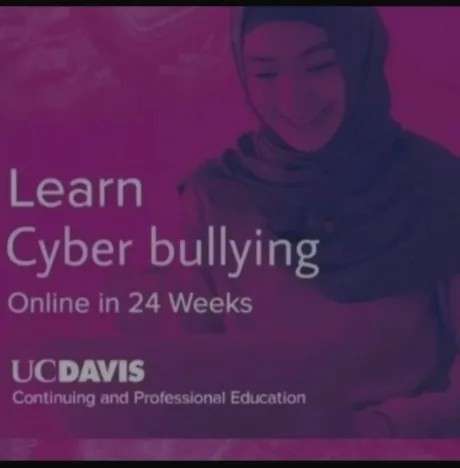 Learn
Cyber bullying
Online in 24 Weeks
UCDAVIS
Continuing and Professional Education